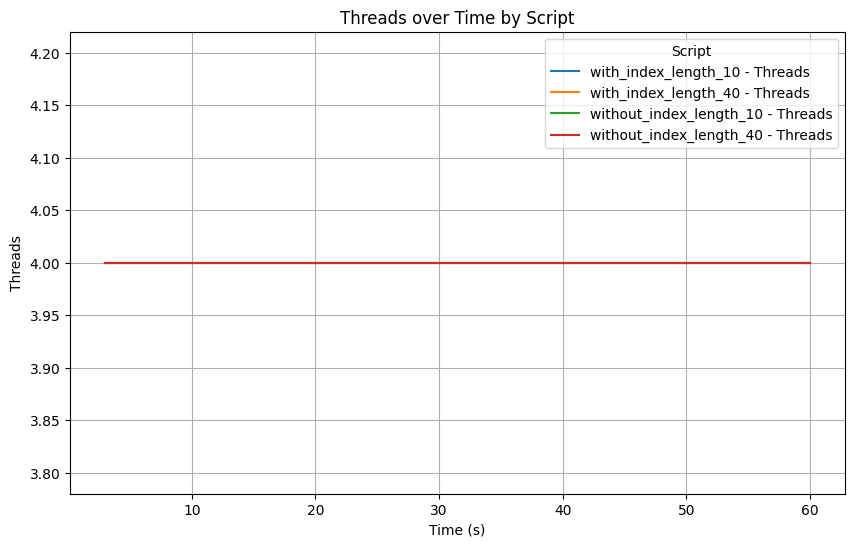 Threads over Time by Script
Script
with_index_length_10 - Threads
with_index_length_40 - Threads
without_index_length_10 - Threads
without_index_length_40 - Threads
Threads
4.20
4.15
4.10
4.05
4.00
3.95
3.90
3.85
3.80
10 20 30 40 50 60
Time (s)